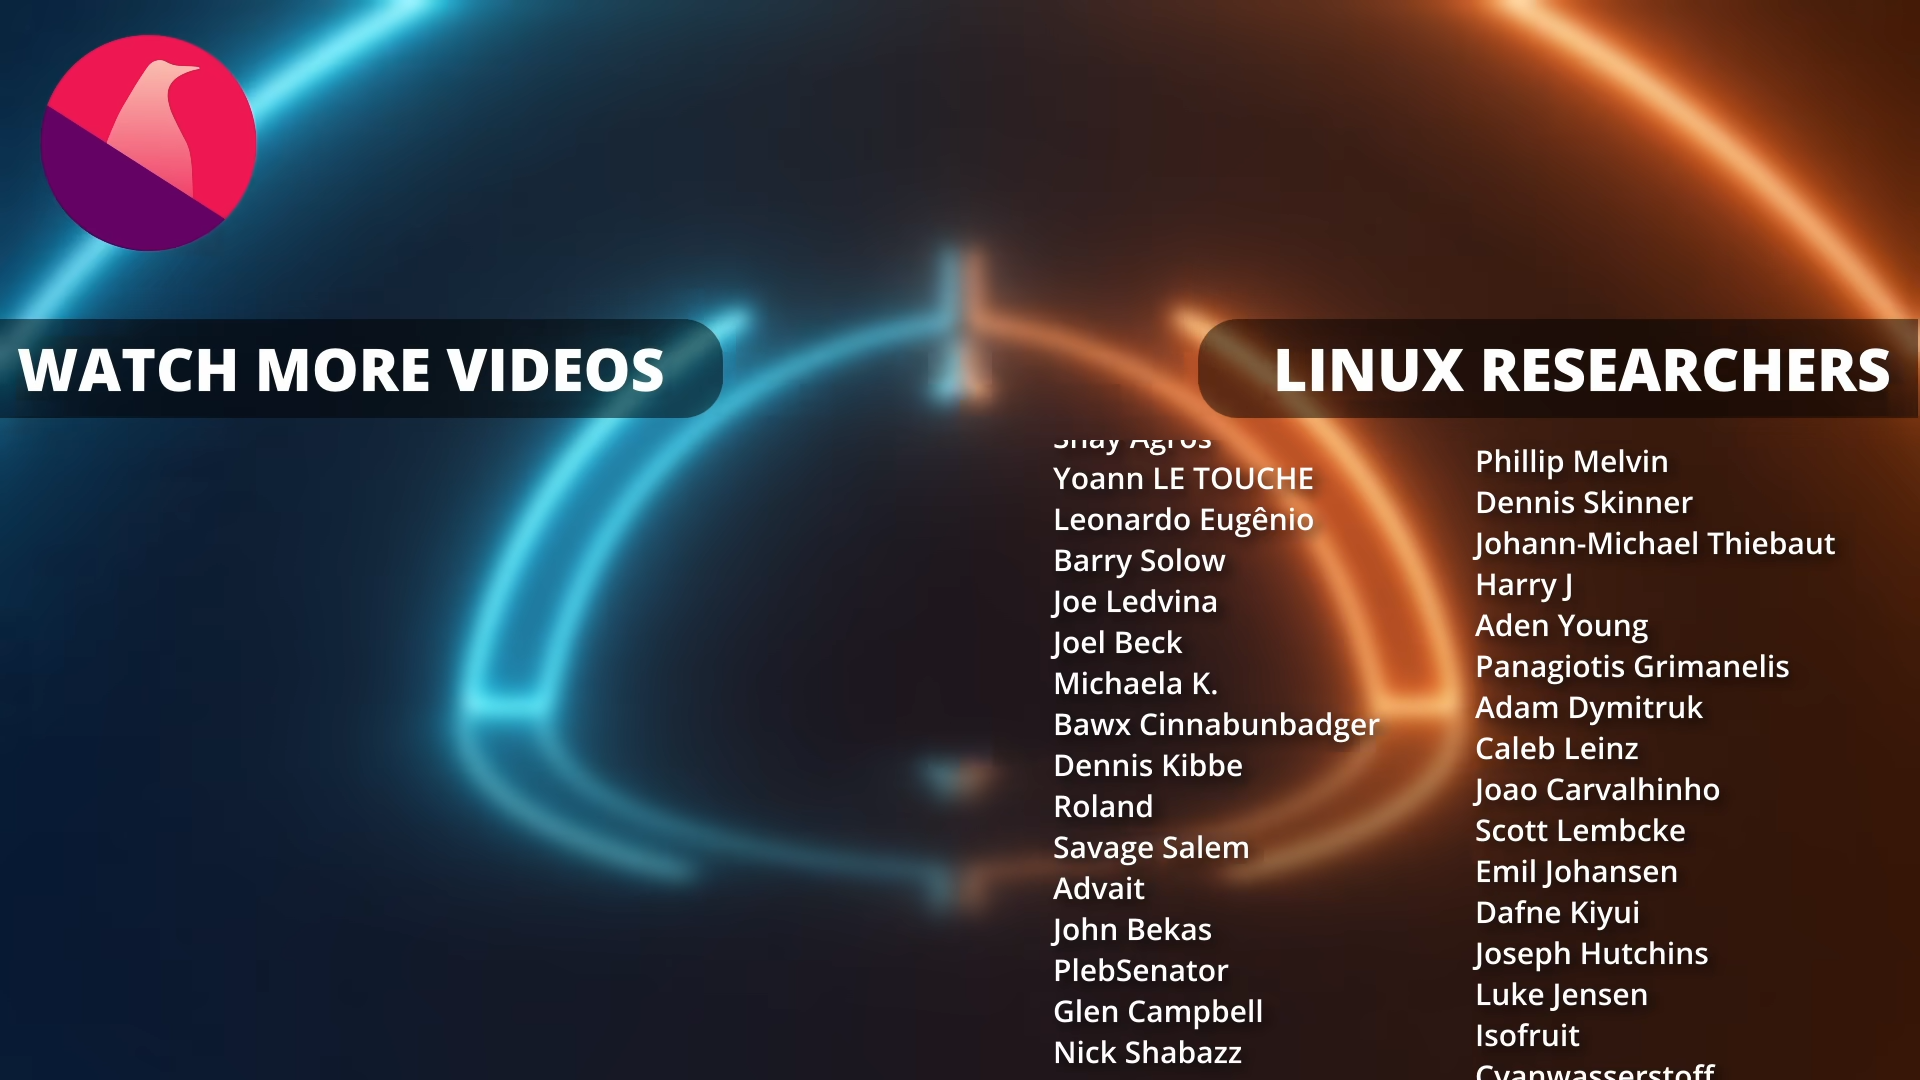 WATCH MORE VIDEOS
LINUX RESEARCHERS
Shay Agros
Yoann LE TOUCHE
Leonardo Eugênio
Barry Solow
Joe Ledvina
Joel Beck
Michaela K.
Bawx Cinnabunbadger
Dennis Kibbe
Roland
Savage Salem
Advait
John Bekas
PlebSenator
Glen Campbell
Nick Shabazz
Phillip Melvin
Dennis Skinner
Johann-Michael Thiebaut
Harry J
Aden Young
Panagiotis Grimanelis
Adam Dymitruk
Caleb Leinz
Joao Carvalhinho
Scott Lembcke
Emil Johansen
Dafne Kiyui
Joseph Hutchins
Luke Jensen
Isofruit
Cyanwasserstoff